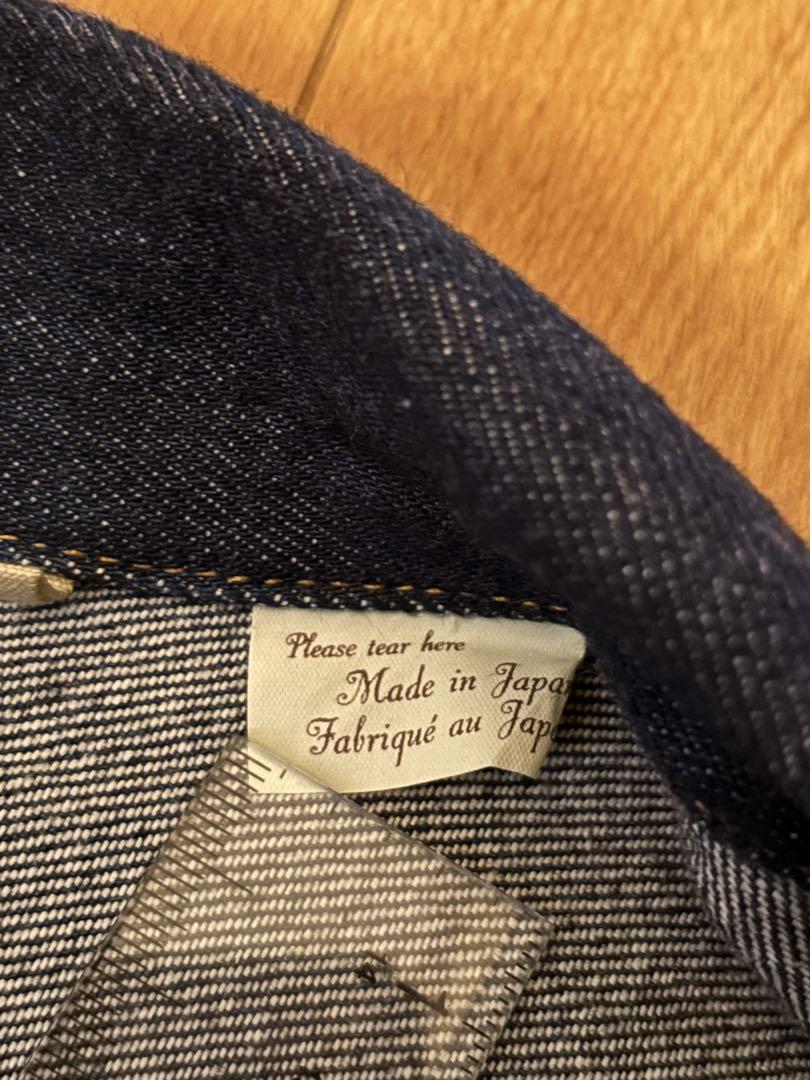 Please tear here
Made in Japa
Fabriqué au Jap